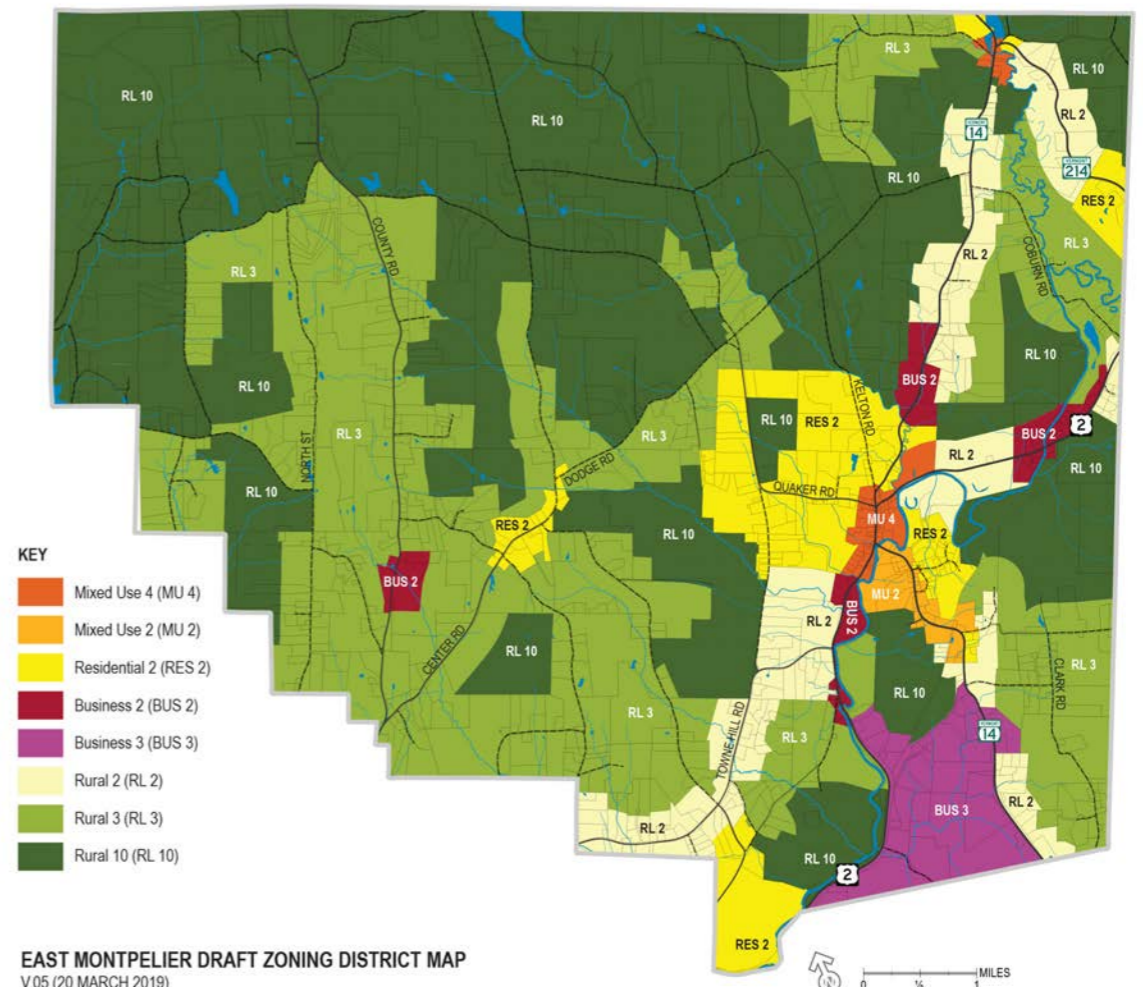 RL 3
RL 10
RL 10
RL 10
VERMONT
14
RL 2
VERMONT
214
RL 10
RES 2
COUNTY RD
RL 3
RL 2
COBURN RD
RL 3
RL 10
BUS 2
KELTON RD
RL 10
RL 10
RES 2
BUS 2
2
NORTH ST
RL 3
RL 3
DODGE RD
RL 2
RL 10
RL 10
QUAKER RD
RES 2
MU 4
RES 2
RL 10
KEY
Mixed Use 4 (MU 4)
Mixed Use 2 (MU 2)
Residential 2 (RES 2)
Business 2 (BUS 2)
Business 3 (BUS 3)
Rural 2 (RL 2)
Rural 3 (RL 3)
Rural 10 (RL 10)
BUS 2
MU 2
RL 2
BUS 2
CENTER RD
RL 10
RL 10
CLARK RD
RL 3
RL 3
TOWNE HILL RD
RL 3
VERMONT
14
RL 2
BUS 3
RL 2
RL 10
2
RES 2
EAST MONTPELIER DRAFT ZONING DISTRICT MAP
V.05 (20 MARCH 2019)
N
MILES
0 ½ 1